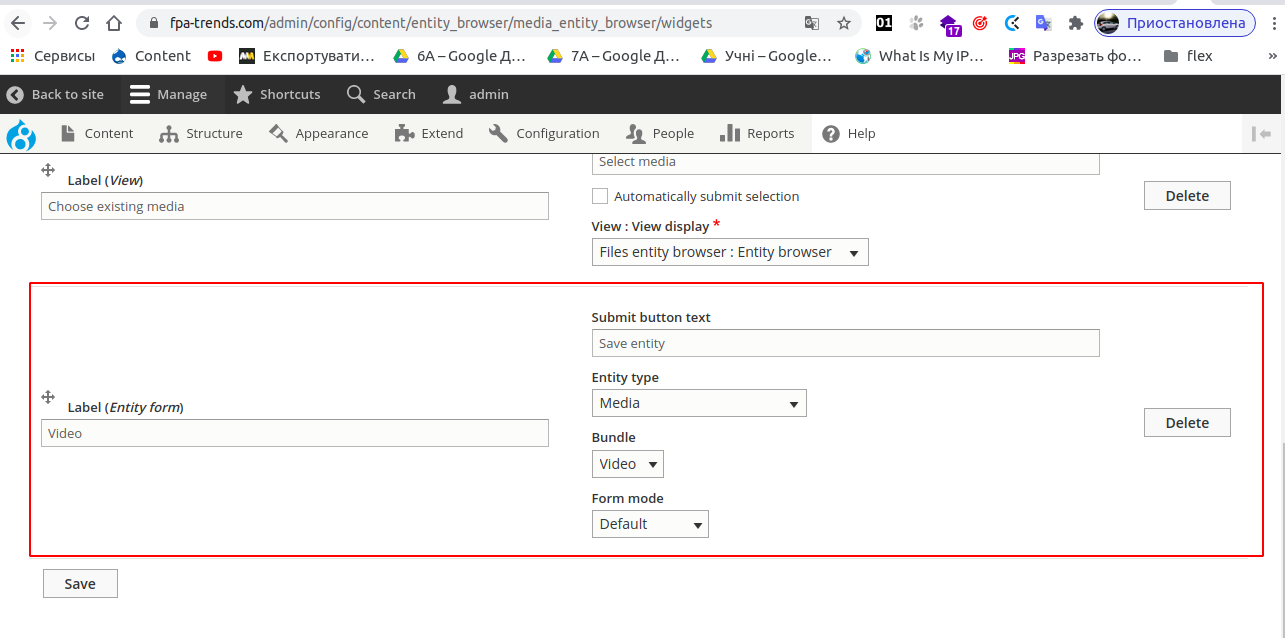 fpa-trends.com/admin/config/content/entity_browser/media_entity_browser/widgets
01
17
Приостановлена
Сервисы
Content
Експортувати…
6А – Google Д…
7А – Google Д…
Учні – Google…
What Is My IP…
JPG
Разрезать фо…
flex
»
Back to site
Manage
Shortcuts
Search
admin
Content
Structure
Appearance
Extend
Configuration
People
Reports
Help
Select media
Label (View)
Choose existing media
Automatically submit selection
Delete
View : View display *
Files entity browser : Entity browser
Submit button text
Save entity
Entity type
Media
Label (Entity form)
Video
Delete
Bundle
Video
Form mode
Default
Save